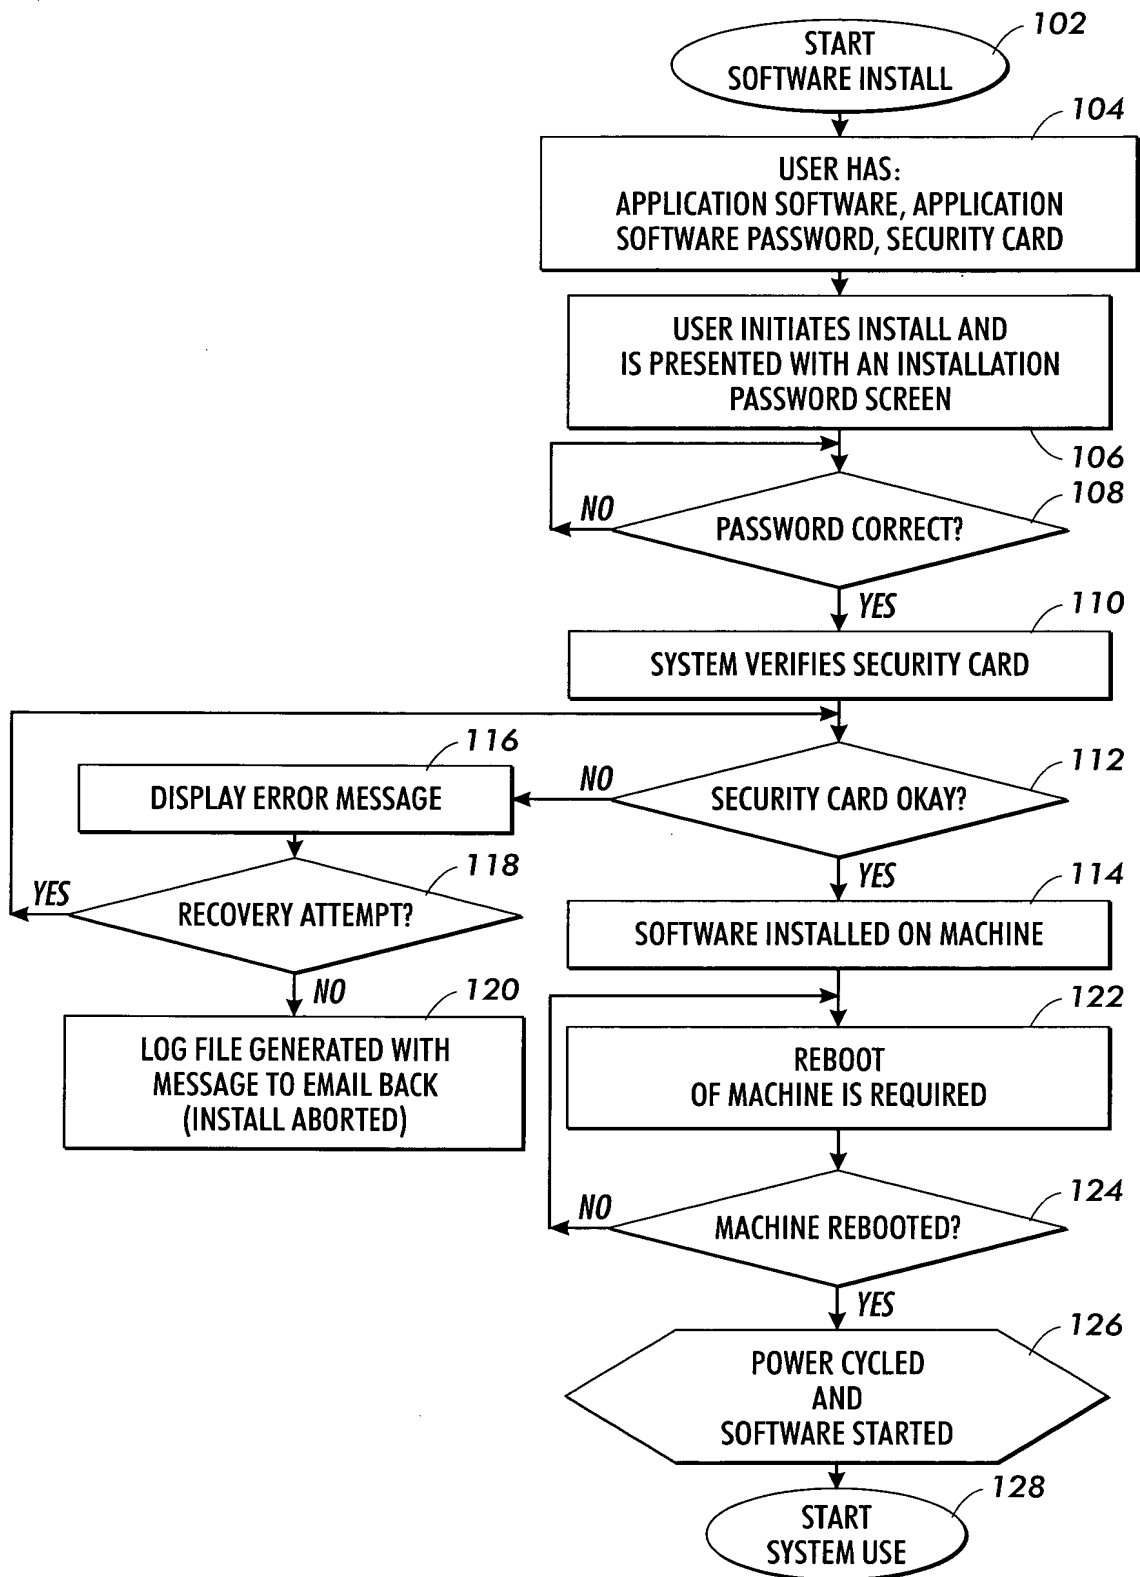 102
START
SOFTWARE INSTALL
104
USER HAS:
APPLICATION SOFTWARE, APPLICATION
SOFTWARE PASSWORD, SECURITY CARD
USER INITIATES INSTALL AND
IS PRESENTED WITH AN INSTALLATION
PASSWORD SCREEN
106
108
NO
PASSWORD CORRECT?
YES
110
SYSTEM VERIFIES SECURITY CARD
116
112
NO
DISPLAY ERROR MESSAGE
SECURITY CARD OKAY?
118
YES
YES
114
RECOVERY ATTEMPT?
SOFTWARE INSTALLED ON MACHINE
NO
120
122
LOG FILE GENERATED WITH
MESSAGE TO EMAIL BACK
(INSTALL ABORTED)
REBOOT
OF MACHINE IS REQUIRED
124
NO
MACHINE REBOOTED?
YES
126
POWER CYCLED
AND
SOFTWARE STARTED
128
START
SYSTEM USE